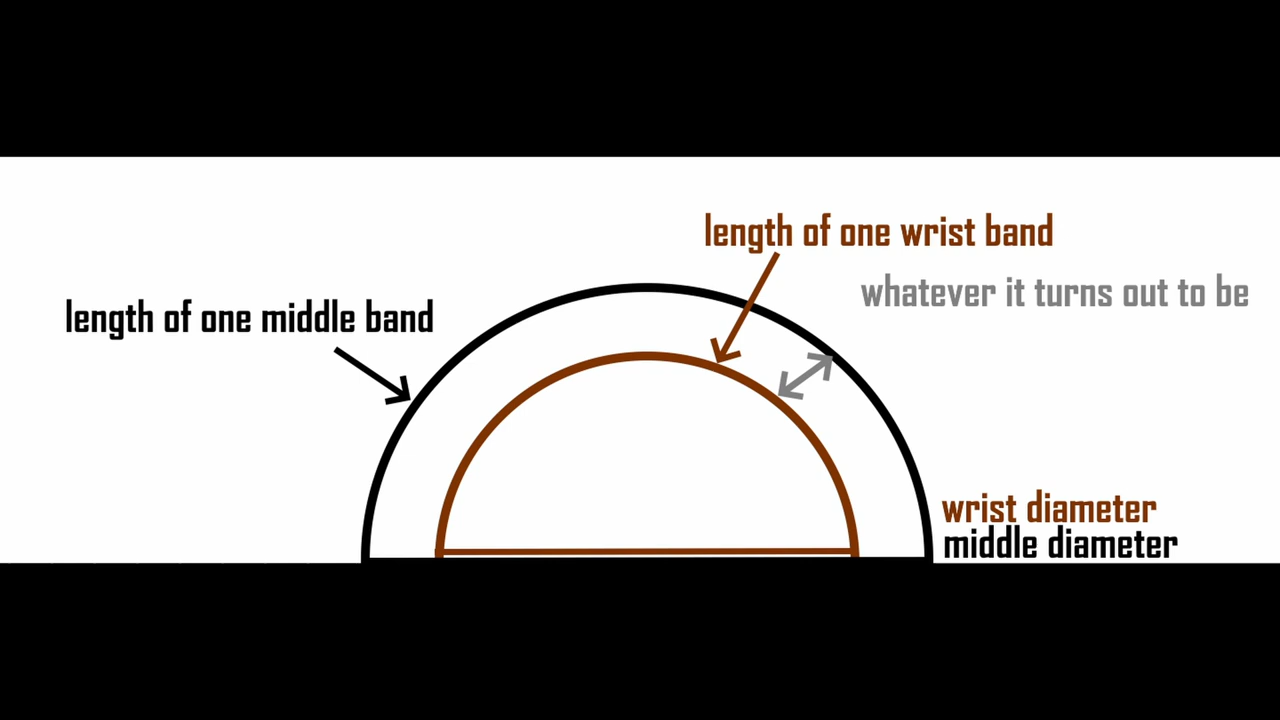 length of one wrist band
whatever it turns out to be
length of one middle band
wrist diameter
middle diameter